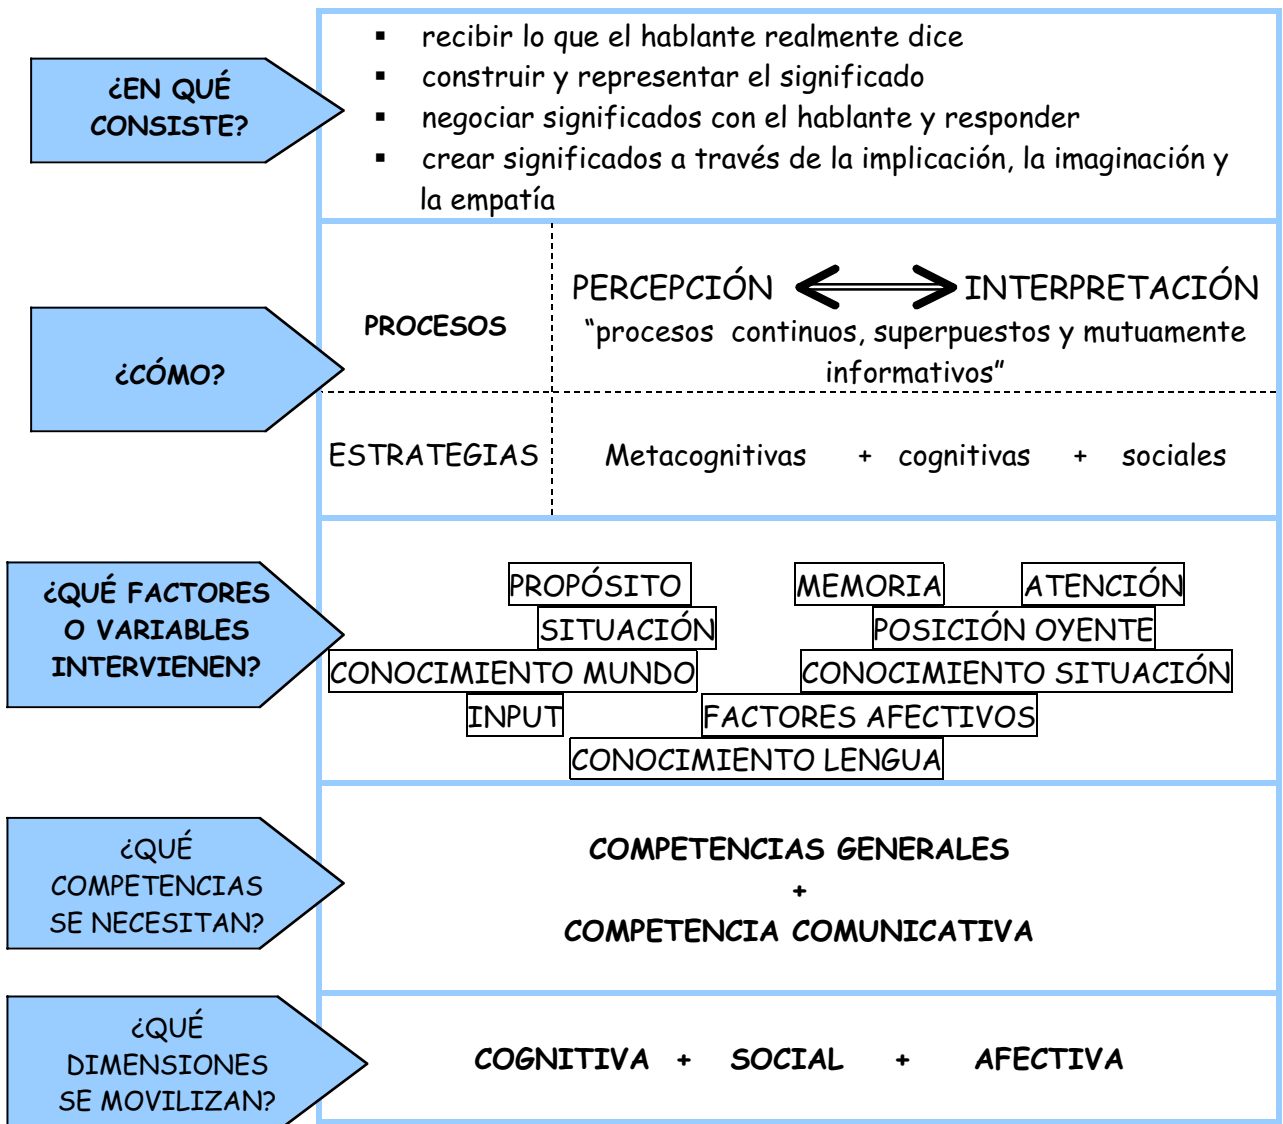 ¿EN QUÉ
CONSISTE?
▪ recibir lo que el hablante realmente dice
▪ construir y representar el significado
▪ negociar significados con el hablante y responder
▪ crear significados a través de la implicación, la imaginación y
la empatía
¿CÓMO?
PROCESOS
PERCEPCIÓN INTERPRETACIÓN
“procesos continuos, superpuestos y mutuamente
informativos”
ESTRATEGIAS
Metacognitivas + cognitivas + sociales
¿QUÉ FACTORES
O VARIABLES
INTERVIENEN?
PROPÓSITO MEMORIA ATENCIÓN
SITUACIÓN POSICIÓN OYENTE
CONOCIMIENTO MUNDO CONOCIMIENTO SITUACIÓN
INPUT FACTORES AFECTIVOS
CONOCIMIENTO LENGUA
¿QUÉ
COMPETENCIAS
SE NECESITAN?
COMPETENCIAS GENERALES
+
COMPETENCIA COMUNICATIVA
¿QUÉ
DIMENSIONES
SE MOVILIZAN?
COGNITIVA + SOCIAL + AFECTIVA